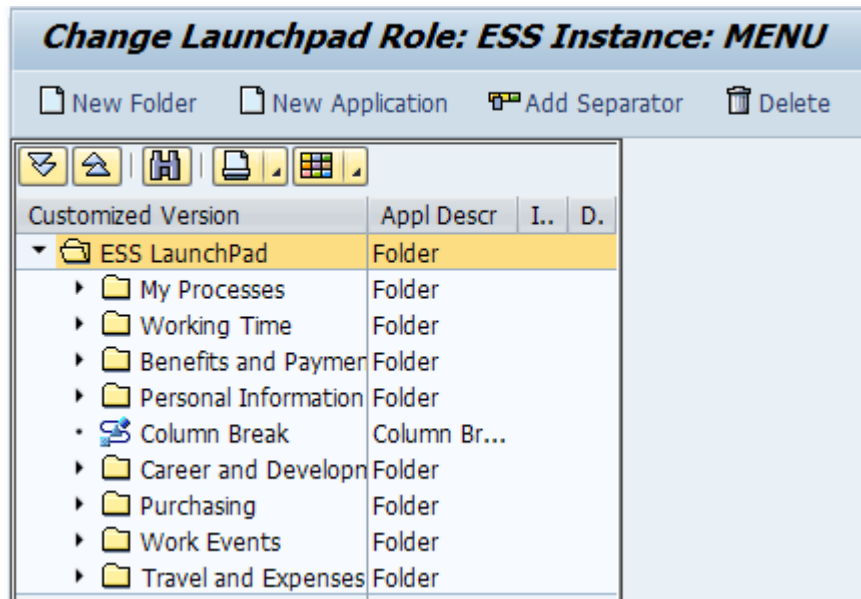 Change Launchpad Role: ESS Instance: MENU
New Folder New Application Add Separator Delete
Customized Version Appl Descr I.. D.
ESS LaunchPad Folder
My Processes Folder
Working Time Folder
Benefits and Paymen Folder
Personal Information Folder
Column Break Column Br...
Career and Developm Folder
Purchasing Folder
Work Events Folder
Travel and Expenses Folder